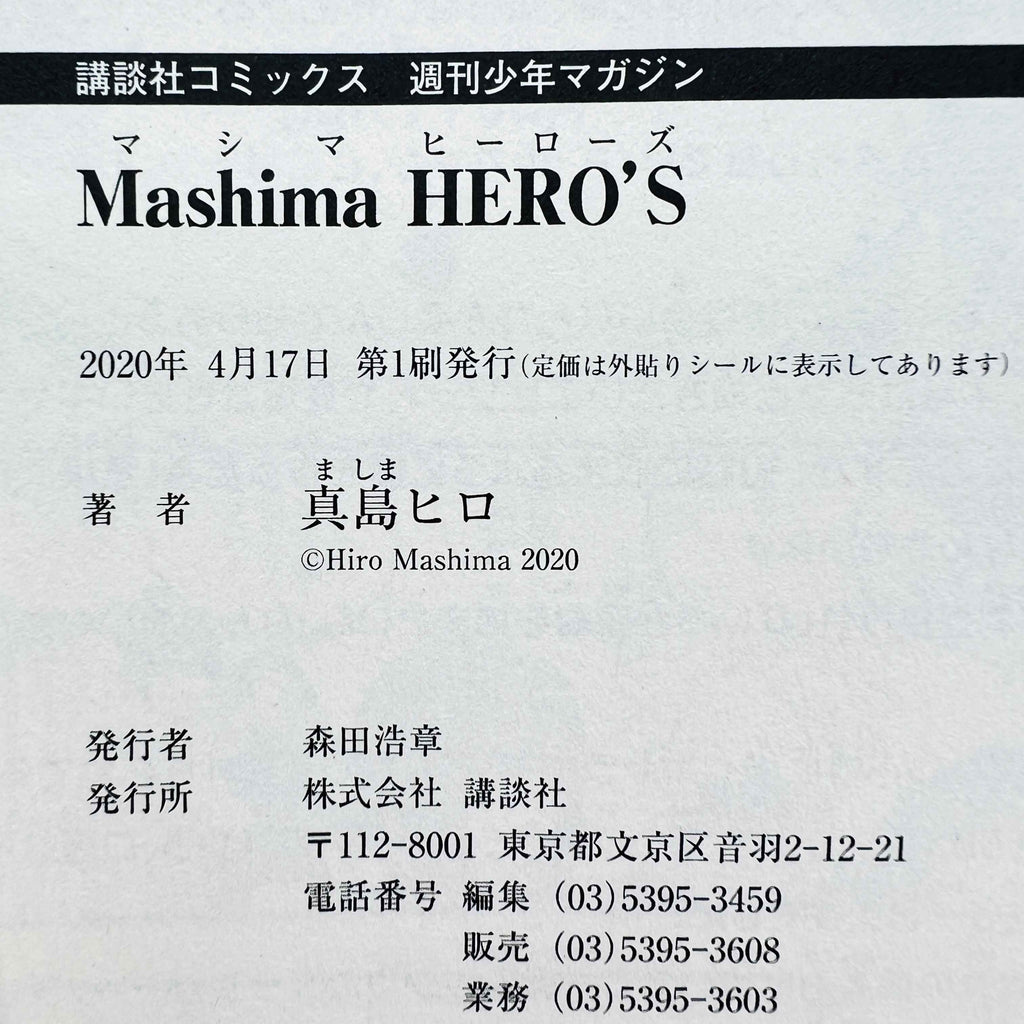 講談社コミックス　週刊少年マガジン
マ シ マ ヒーローズ
Mashima HERO'S
2020年 4月17日 第1刷発行(定価は外貼りシールに表示してあります)
ま しま
著　者　真島ヒロ
©Hiro Mashima 2020
発行者　森田浩章
発行所　株式会社 講談社
〒112-8001 東京都文京区音羽2-12-21
電話番号 編集 (03)5395-3459
販売 (03)5395-3608
業務 (03)5395-3603